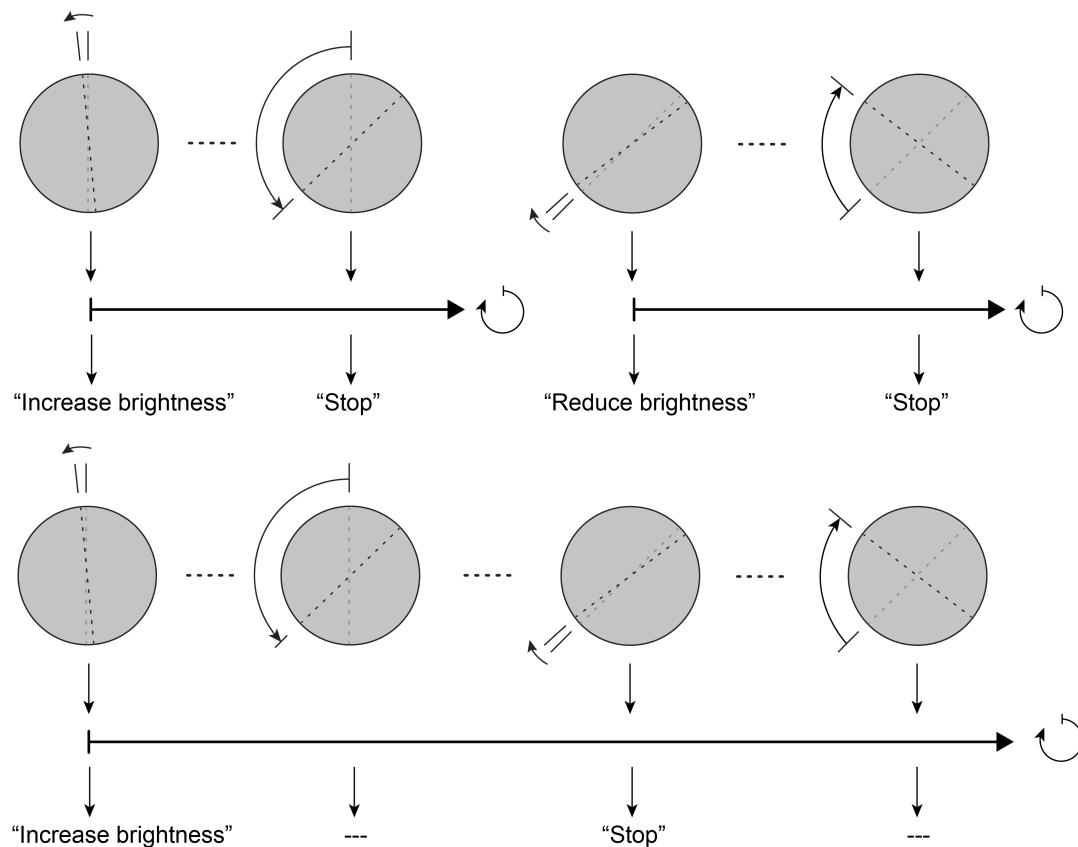 “Increase brightness” “Stop” “Reduce brightness” “Stop”
“Increase brightness” --- “Stop” ---